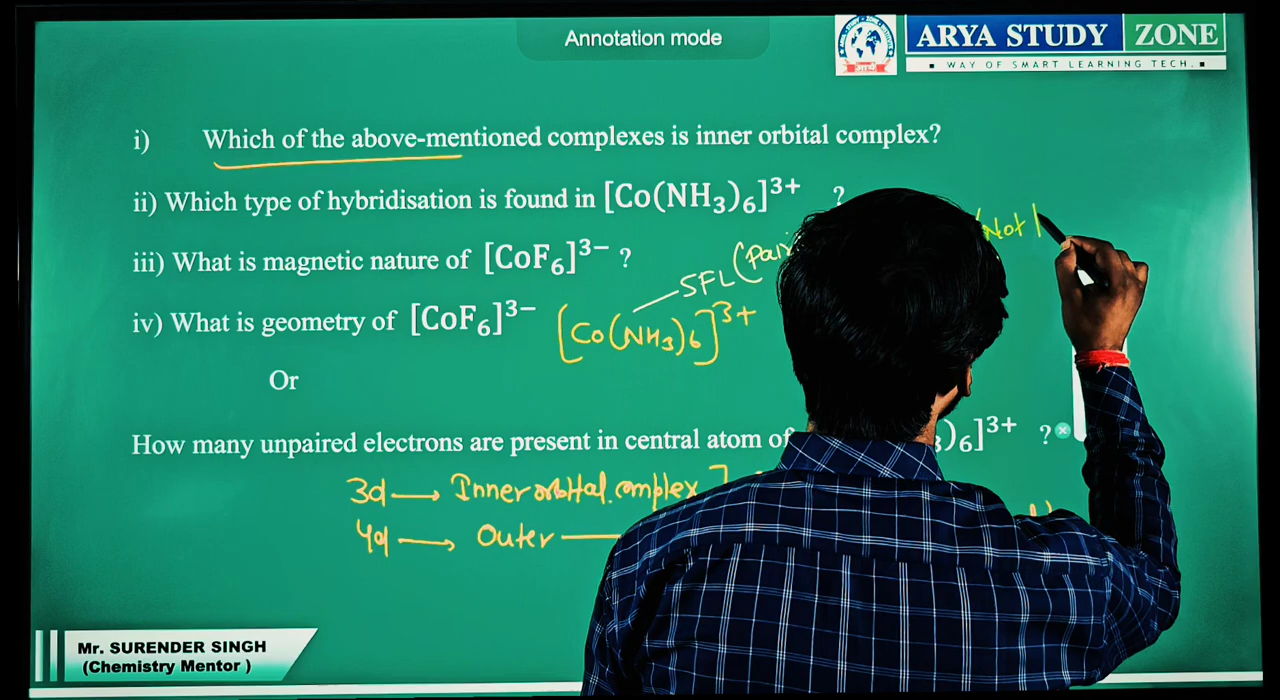 Annotation mode
ARYA STUDY ZONE
WAY OF SMART LEARNING TECH.
i) Which of the above-mentioned complexes is inner orbital complex?
ii) Which type of hybridisation is found in [Co(NH₃)₆]³⁺ ?
(Not
iii) What is magnetic nature of [CoF₆]³⁻ ?
SFL (Pai
iv) What is geometry of [CoF₆]³⁻
[Co(NH₃)₆]³⁺
Or
How many unpaired electrons are present in central atom of )₆]³⁺ ?
3d → Inner orbital complex
4d → Outer
Mr. SURENDER SINGH
(Chemistry Mentor )